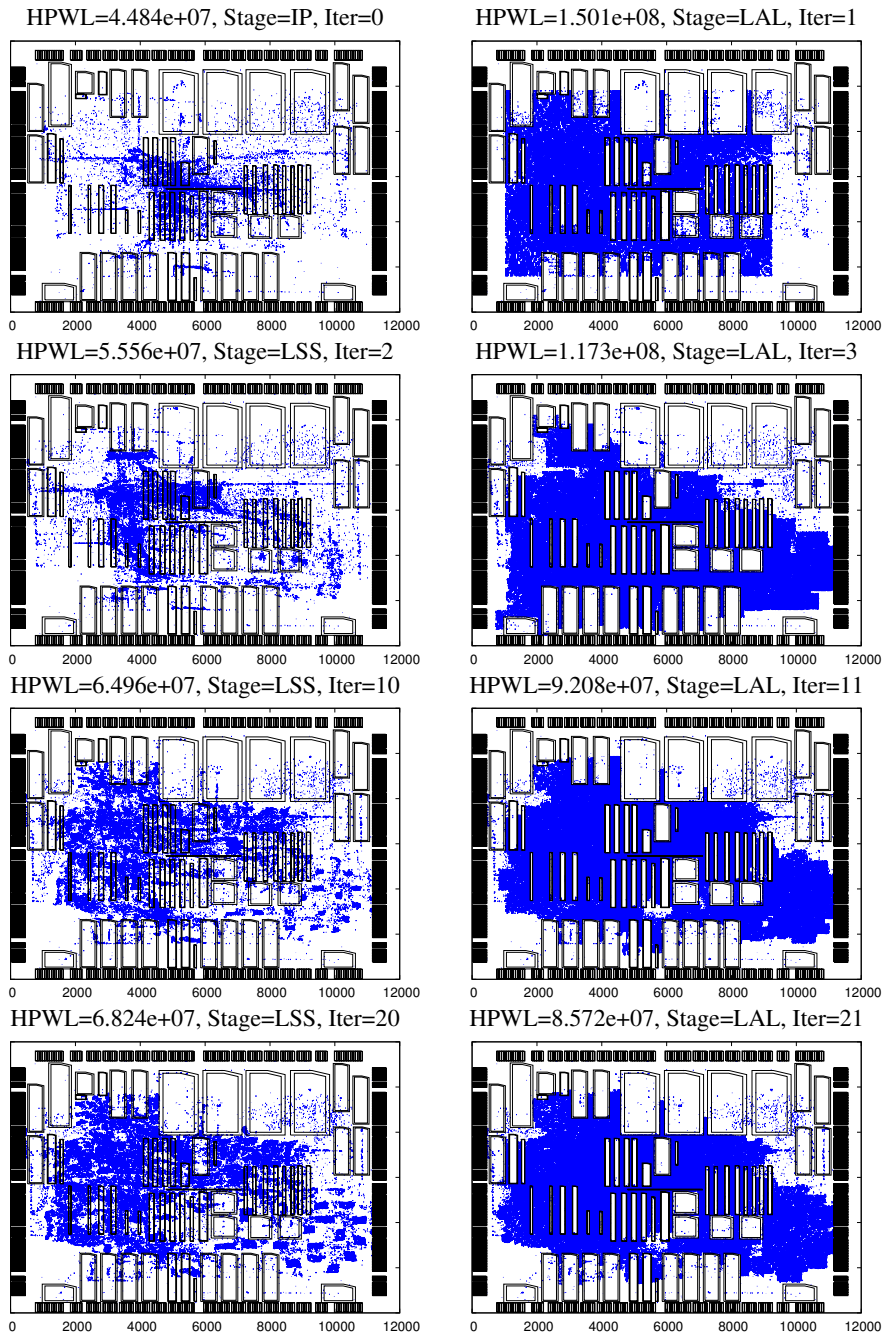 HPWL=4.484e+07, Stage=IP, Iter=0
HPWL=1.501e+08, Stage=LAL, Iter=1
0 2000 4000 6000 8000 10000 12000
0 2000 4000 6000 8000 10000 12000
HPWL=5.556e+07, Stage=LSS, Iter=2
HPWL=1.173e+08, Stage=LAL, Iter=3
0 2000 4000 6000 8000 10000 12000
0 2000 4000 6000 8000 10000 12000
HPWL=6.496e+07, Stage=LSS, Iter=10
HPWL=9.208e+07, Stage=LAL, Iter=11
0 2000 4000 6000 8000 10000 12000
0 2000 4000 6000 8000 10000 12000
HPWL=6.824e+07, Stage=LSS, Iter=20
HPWL=8.572e+07, Stage=LAL, Iter=21
0 2000 4000 6000 8000 10000 12000
0 2000 4000 6000 8000 10000 12000